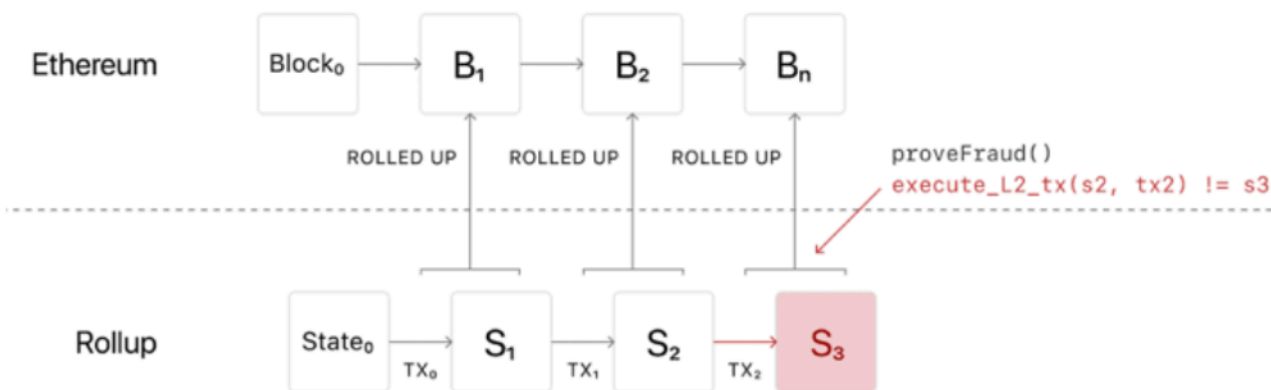 Ethereum
Block₀
B₁
B₂
Bₙ
ROLLED UP
ROLLED UP
ROLLED UP
proveFraud()
execute_L2_tx(s2, tx2) != s3
Rollup
State₀
TX₀
S₁
TX₁
S₂
TX₂
S₃